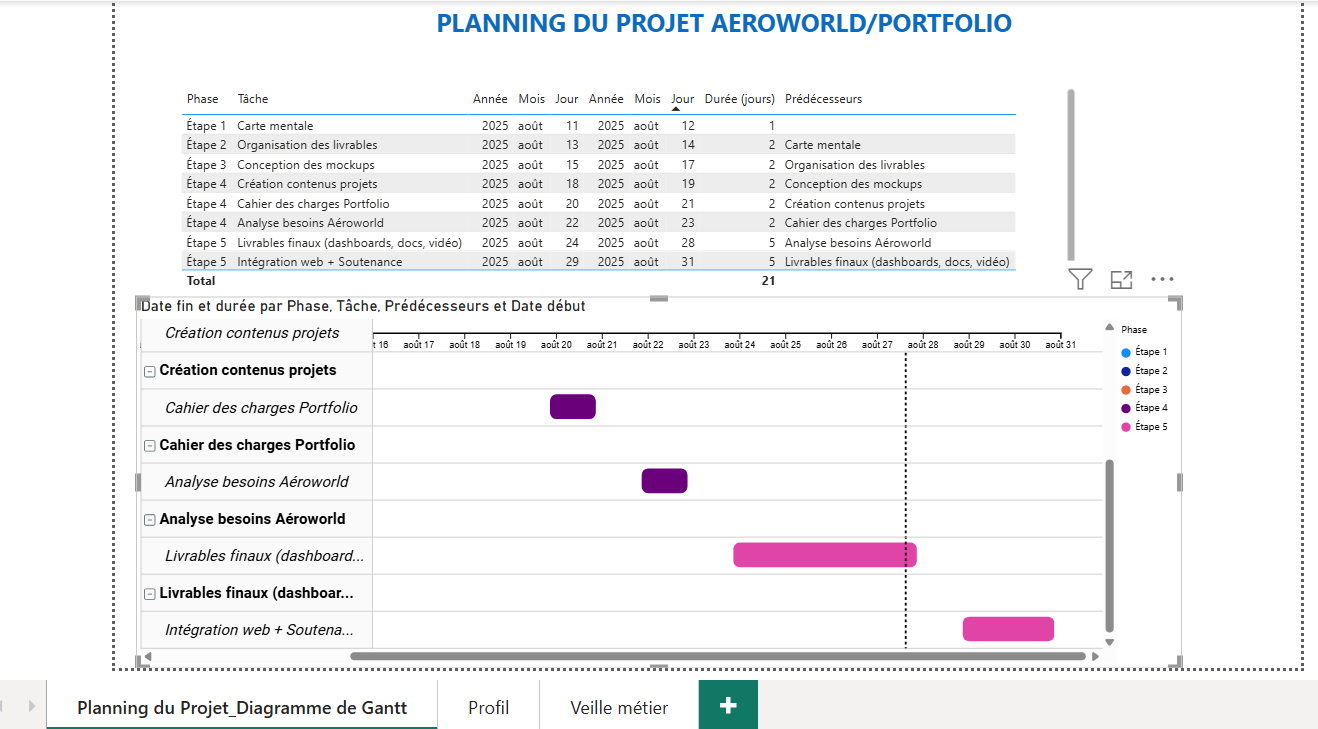 PLANNING DU PROJET AEROWORLD/PORTFOLIO
Phase Tâche Année Mois Jour Année Mois Jour Durée (jours) Prédécesseurs
Étape 1 Carte mentale 2025 août 11 2025 août 12 1
Étape 2 Organisation des livrables 2025 août 13 2025 août 14 2 Carte mentale
Étape 3 Conception des mockups 2025 août 15 2025 août 17 2 Organisation des livrables
Étape 4 Création contenus projets 2025 août 18 2025 août 19 2 Conception des mockups
Étape 4 Cahier des charges Portfolio 2025 août 20 2025 août 21 2 Création contenus projets
Étape 4 Analyse besoins Aéroworld 2025 août 22 2025 août 23 2 Cahier des charges Portfolio
Étape 5 Livrables finaux (dashboards, docs, vidéo) 2025 août 24 2025 août 28 5 Analyse besoins Aéroworld
Étape 5 Intégration web + Soutenance 2025 août 29 2025 août 31 5 Livrables finaux (dashboards, docs, vidéo)
Total 21
Date fin et durée par Phase, Tâche, Prédécesseurs et Date début
Création contenus projets
t 16 août 17 août 18 août 19 août 20 août 21 août 22 août 23 août 24 août 25 août 26 août 27 août 28 août 29 août 30 août 31
Création contenus projets
Cahier des charges Portfolio
Cahier des charges Portfolio
Analyse besoins Aéroworld
Analyse besoins Aéroworld
Livrables finaux (dashboard...
Livrables finaux (dashboar...
Intégration web + Soutena...
Phase
Étape 1
Étape 2
Étape 3
Étape 4
Étape 5
Planning du Projet_Diagramme de Gantt Profil Veille métier